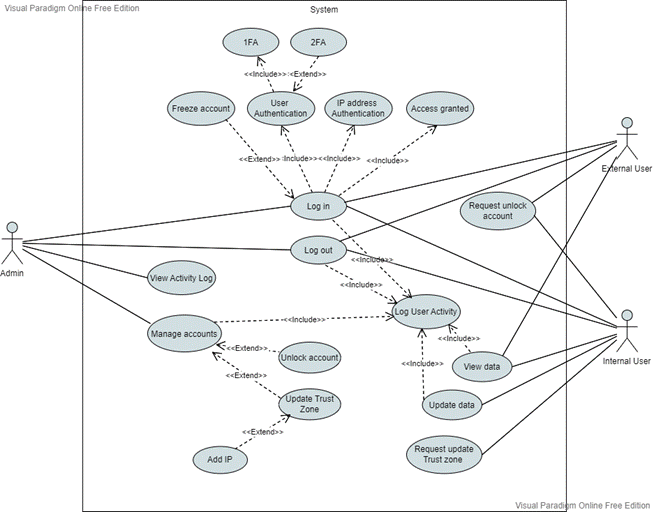 Visual Paradigm Online Free Edition
System
1FA
2FA
<<Include>>
<<Extend>>
Freeze account
User
Authentication
IP address
Authentication
Access granted
<<Extend>>
<<Include>>
<<Include>>
<<Include>>
External User
Log in
Request unlock
account
Log out
Admin
<<Include>>
View Activity Log
<<Include>>
Log User Activity
Manage accounts
<<Include>>
<<Extend>>
Unlock account
<<Include>>
View data
Internal User
<<Include>>
<<Extend>>
Update Trust
Zone
Update data
<<Extend>>
Add IP
Request update
Trust zone
Visual Paradigm Online Free Edition